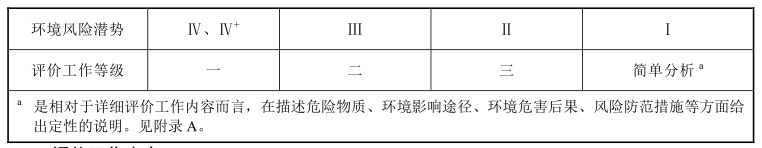 环境风险潜势 Ⅳ、Ⅳ⁺ Ⅲ Ⅱ Ⅰ
评价工作等级 一 二 三 简单分析 ᵃ
ᵃ 是相对于详细评价工作内容而言，在描述危险物质、环境影响途径、环境危害后果、风险防范措施等方面给
出定性的说明。见附录 A。